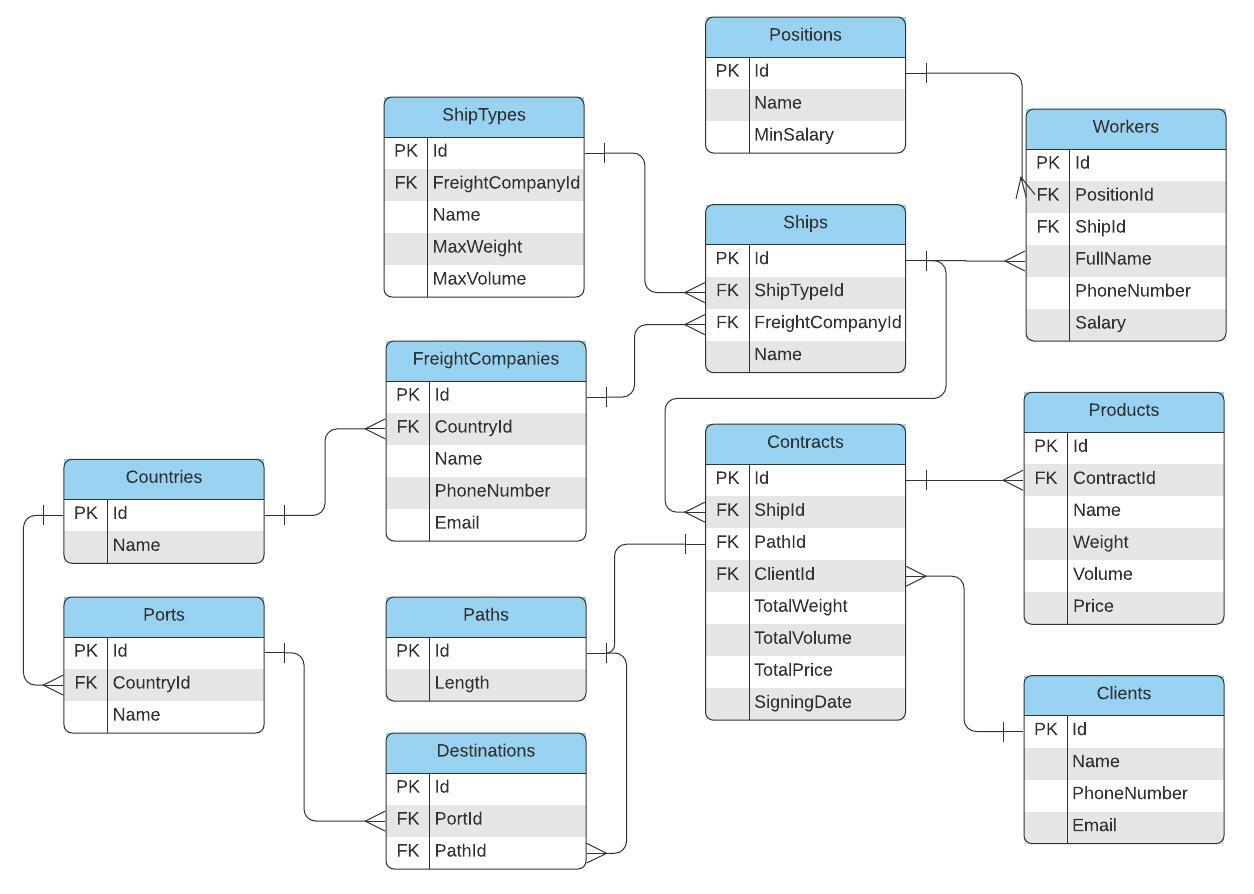 Positions
PK Id
Name
MinSalary
ShipTypes
PK Id
FK FreightCompanyId
Name
MaxWeight
MaxVolume
Workers
PK Id
FK PositionId
FK ShipId
FullName
PhoneNumber
Salary
Ships
PK Id
FK ShipTypeId
FK FreightCompanyId
Name
FreightCompanies
PK Id
FK CountryId
Name
PhoneNumber
Email
Countries
PK Id
Name
Contracts
PK Id
FK ShipId
FK PathId
FK ClientId
TotalWeight
TotalVolume
TotalPrice
SigningDate
Products
PK Id
FK ContractId
Name
Weight
Volume
Price
Ports
PK Id
FK CountryId
Name
Paths
PK Id
Length
Destinations
PK Id
FK PortId
FK PathId
Clients
PK Id
Name
PhoneNumber
Email